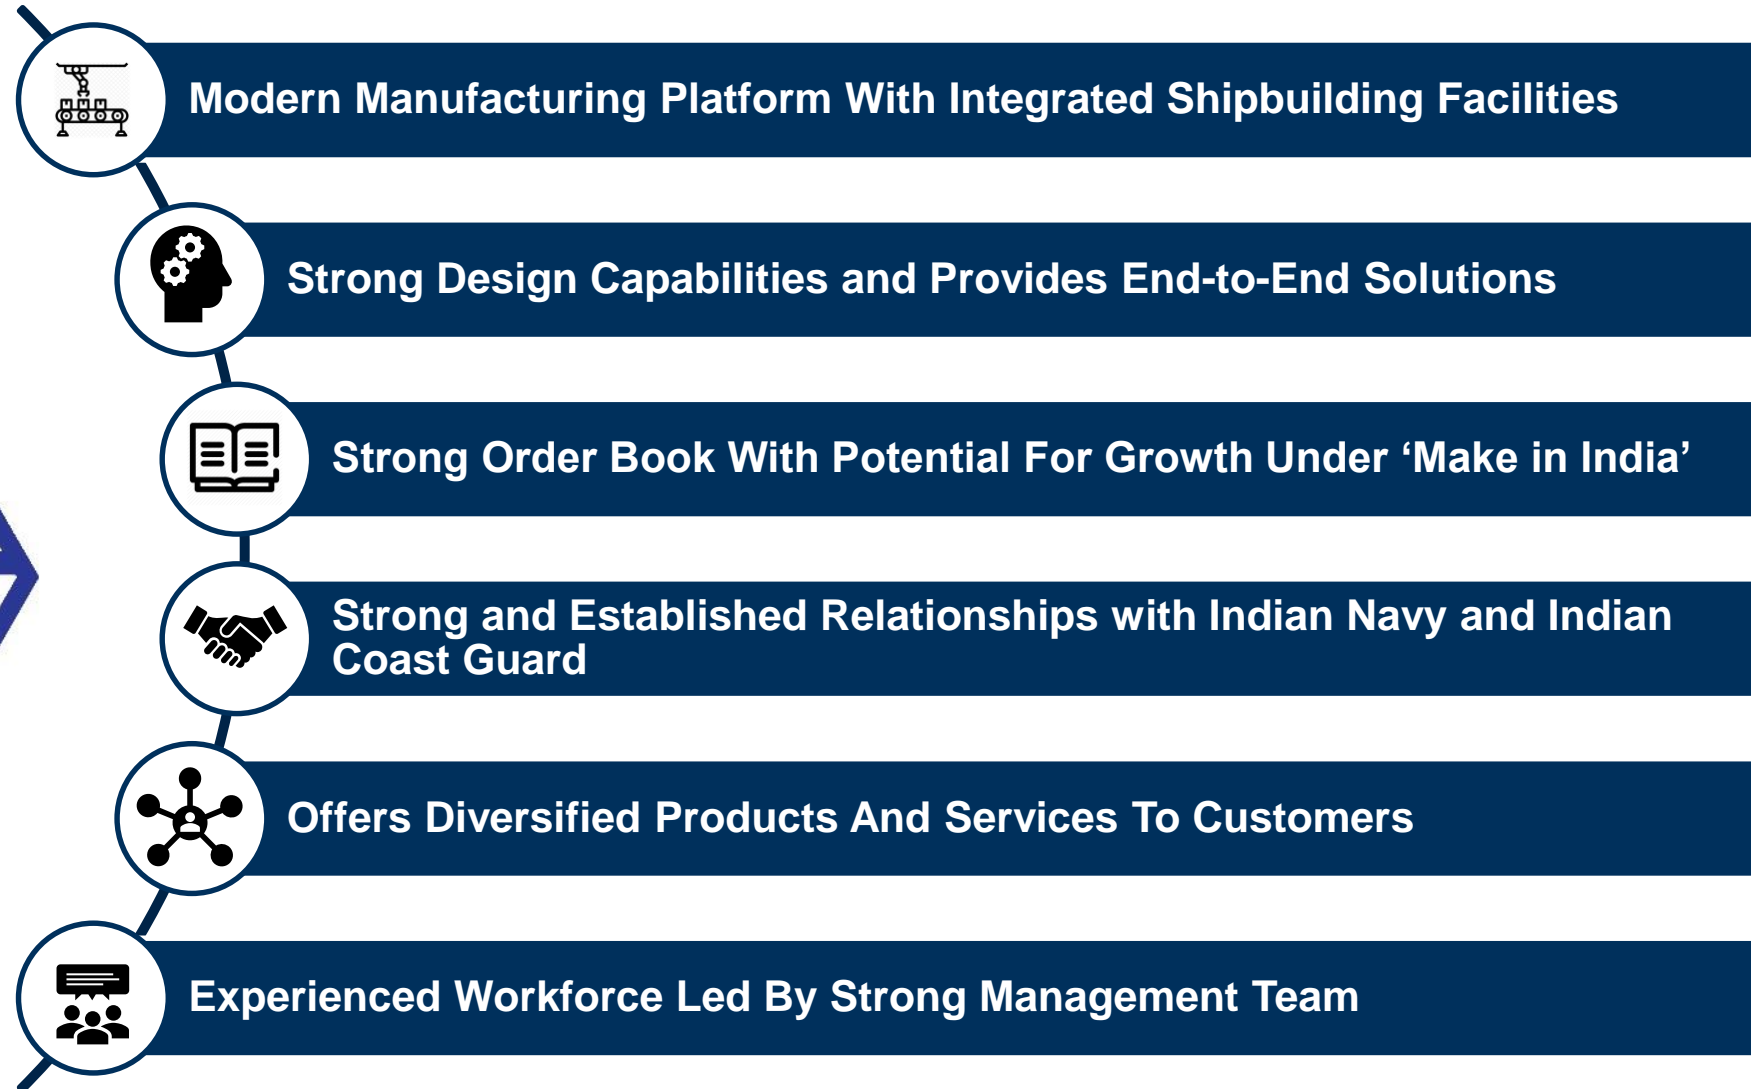 Modern Manufacturing Platform With Integrated Shipbuilding Facilities
Strong Design Capabilities and Provides End-to-End Solutions
Strong Order Book With Potential For Growth Under ‘Make in India’
Strong and Established Relationships with Indian Navy and Indian
Coast Guard
Offers Diversified Products And Services To Customers
Experienced Workforce Led By Strong Management Team